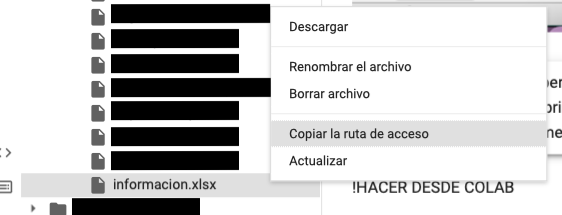 Descargar
Renombrar el archivo
Borrar archivo
Copiar la ruta de acceso
Actualizar
informacion.xlsx
!HACER DESDE COLAB